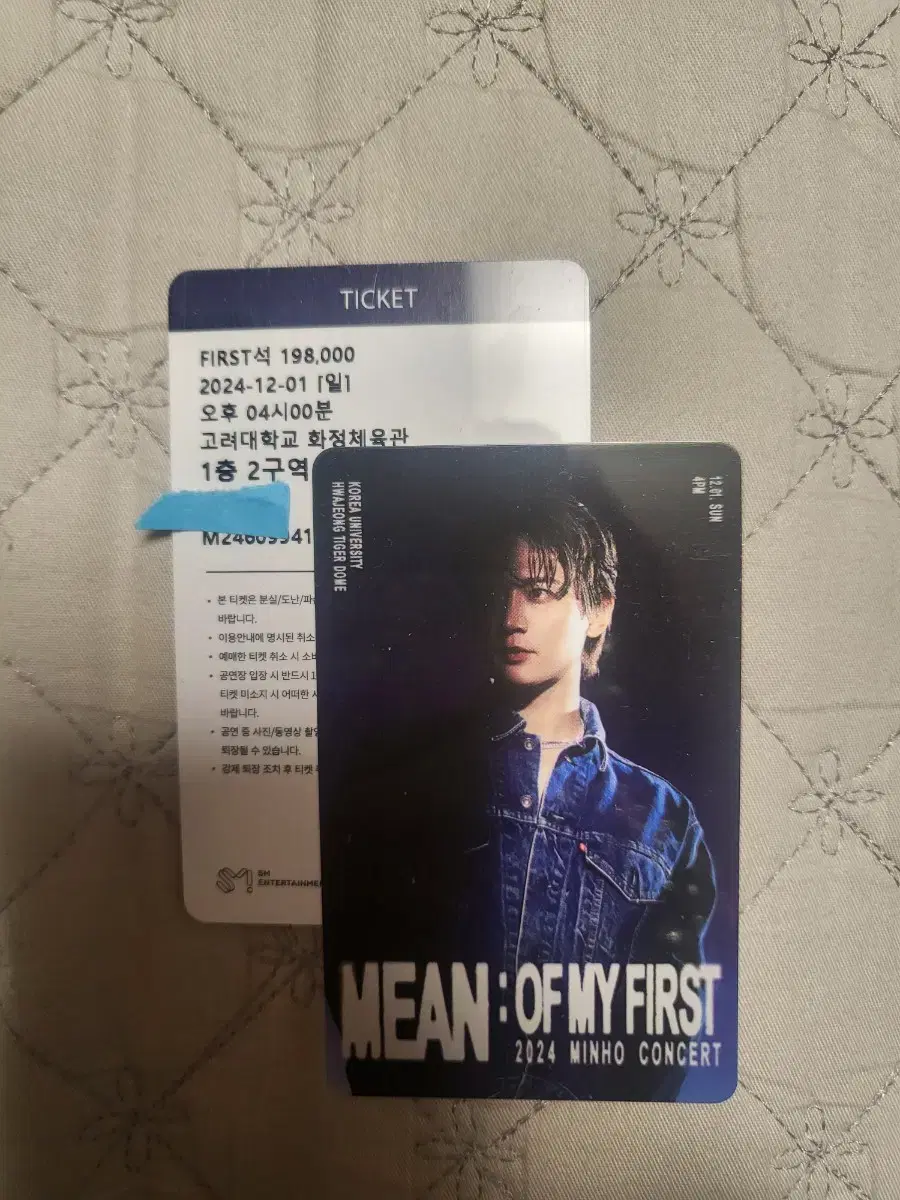 TICKET
FIRST석 198,000
2024-12-01 [일]
오후 04시00분
고려대학교 화정체육관
1층 2구역
• 본 티켓은 분실/도난/파손
바랍니다.
• 이용안내에 명시된 취소
• 예매한 티켓 취소 시
• 공연장 입장 시 반드시
티켓 미소지 시 어떠한
바랍니다.
• 공연 중 사진/동영상
퇴장될 수 있습니다.
• 강제 퇴장 조치 후 티켓
SM
ENTERTAINMENT
KOREA UNIVERSITY
HWAJEONG TIGER DOME
12.01. SUN
4PM
MEAN : OF MY FIRST
2024 MINHO CONCERT